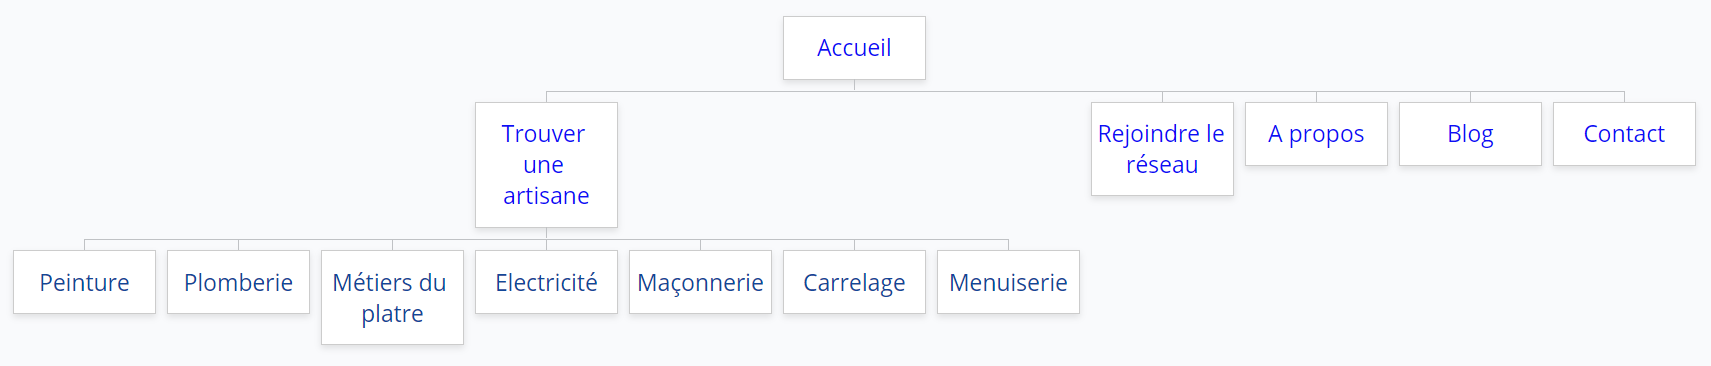 Accueil
Trouver
une
artisane
Rejoindre le
réseau
A propos
Blog
Contact
Peinture
Plomberie
Métiers du
platre
Electricité
Maçonnerie
Carrelage
Menuiserie